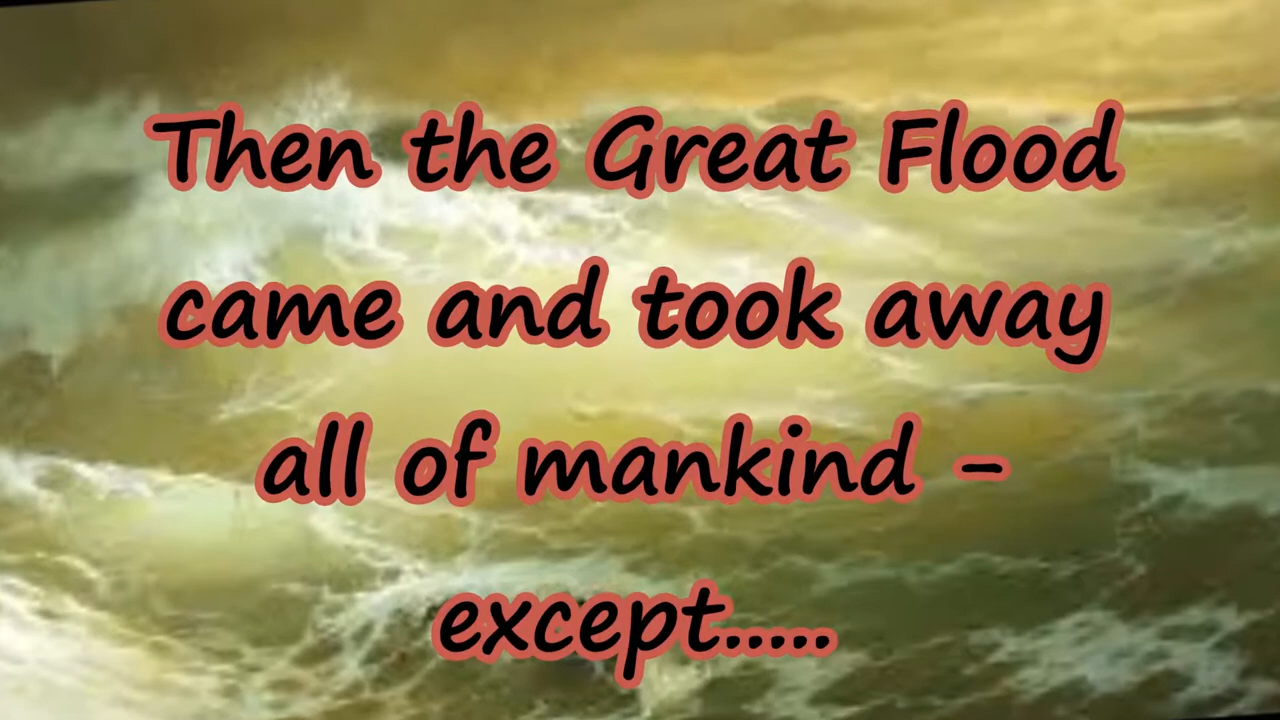 Then the Great Flood
came and took away
all of mankind -
except.....